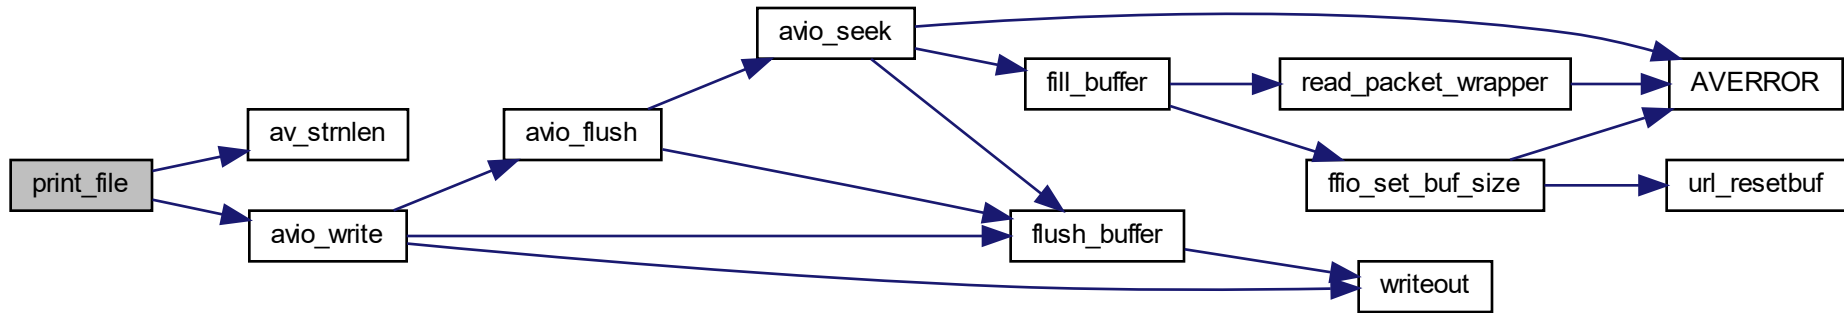 print_file
av_strnlen
avio_write
avio_flush
avio_seek
fill_buffer
flush_buffer
read_packet_wrapper
ffio_set_buf_size
writeout
AVERROR
url_resetbuf